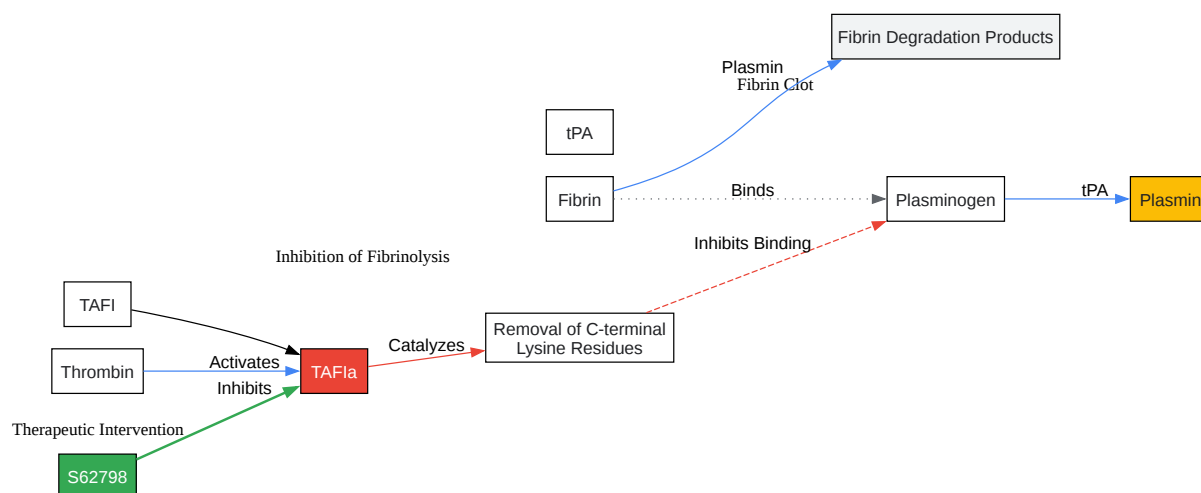 Fibrin Degradation Products
Plasmin
Fibrin Clot
tPA
Fibrin
Binds
Plasminogen
tPA
Plasmin
Inhibits Binding
Inhibition of Fibrinolysis
TAFI
Removal of C-terminal
Lysine Residues
Catalyzes
Thrombin
Activates
TAFIa
Inhibits
Therapeutic Intervention
S62798